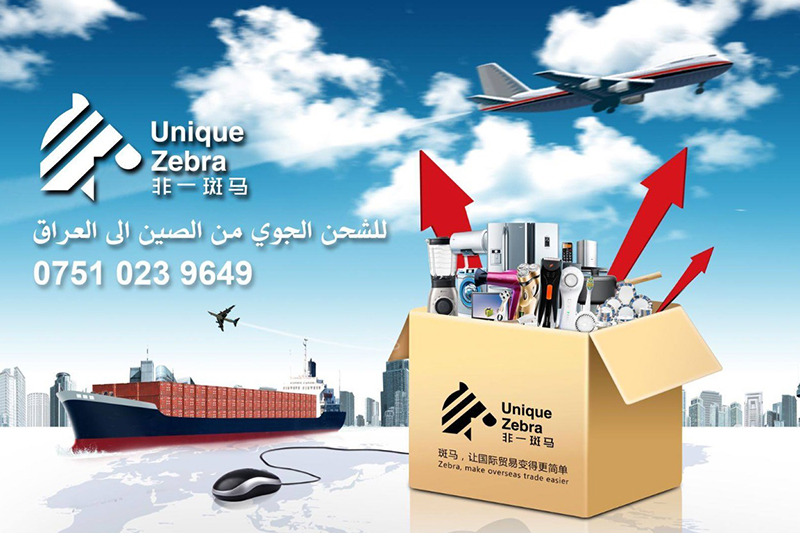 Unique
Zebra
非一斑马
للشحن الجوي من الصين الى العراق
0751 023 9649
Unique
Zebra
非一斑马
斑马，让国际贸易变得更简单
Zebra, make overseas trade easier